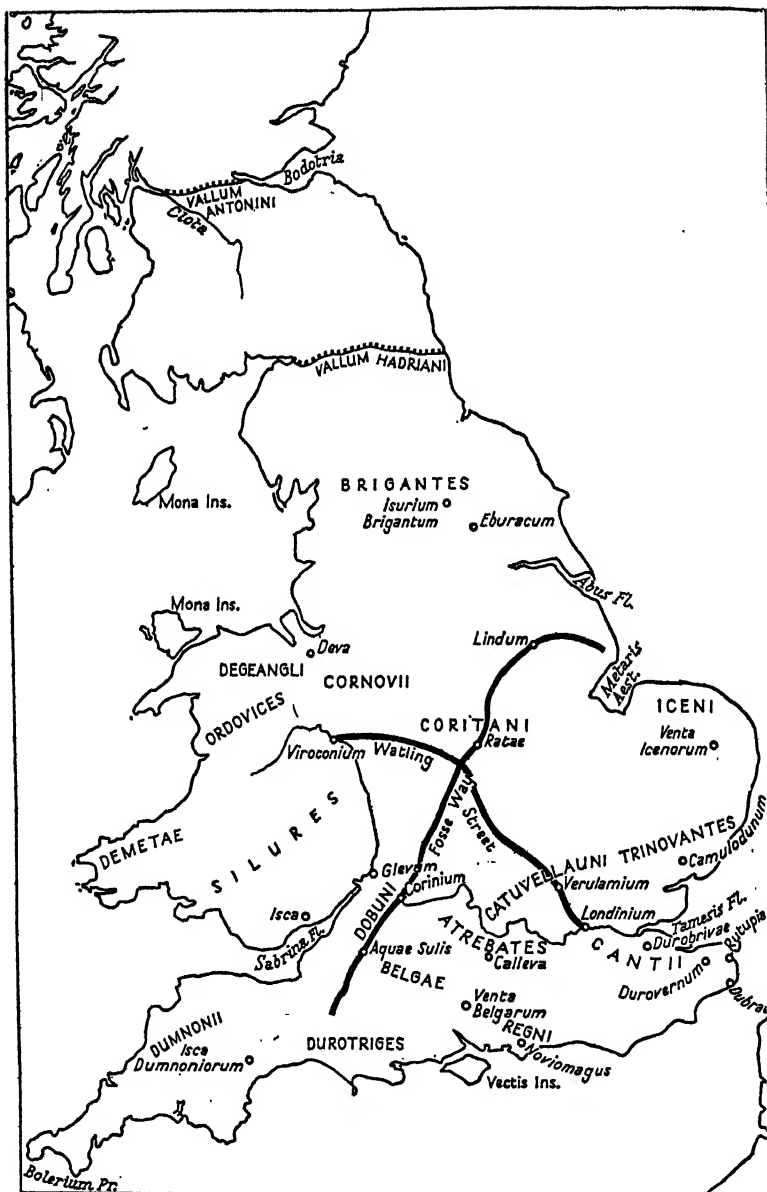 Bodotria
VALLUM
ANTONINI
Clota
VALLUM HADRIANI
BRIGANTES
Isurium
Brigantum
Eburacum
Mona Ins.
Abus Fl.
Mona Ins.
Deva
Lindum
Metaris
Aest.
DEGEANGLI
CORNOVII
ICENI
ORDOVICES
CORITANI
Venta
Icenorum
Viroconium
Watling
Ratae
Fosse Way
Street
DEMETAE
SILURES
CATUVELLAUNI
TRINOVANTES
Camulodunum
Glevum
Corinium
Verulamium
DOBUNI
Isca
Londinium
Tamesis Fl.
Sabrina Fl.
ATREBATES
Durobrivae
Aquae Sulis
Calleva
CANTII
BELGAE
Durovernum
Venta
Belgarum
DUMNONII
REGNI
Isca
Dumnoniorum
DUROTRIGES
Noviomagus
Vectis Ins.
Bolerium Pr.